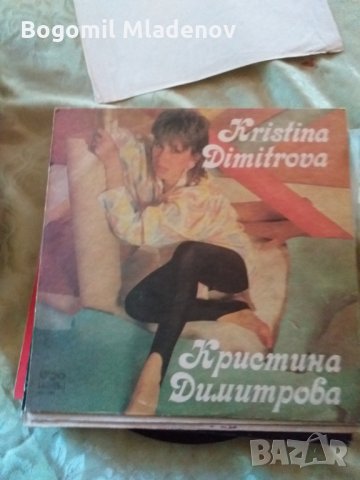 Bogomil Mladenov
Kristina
Dimitrova
Кристина
Димитрова
BAZAR